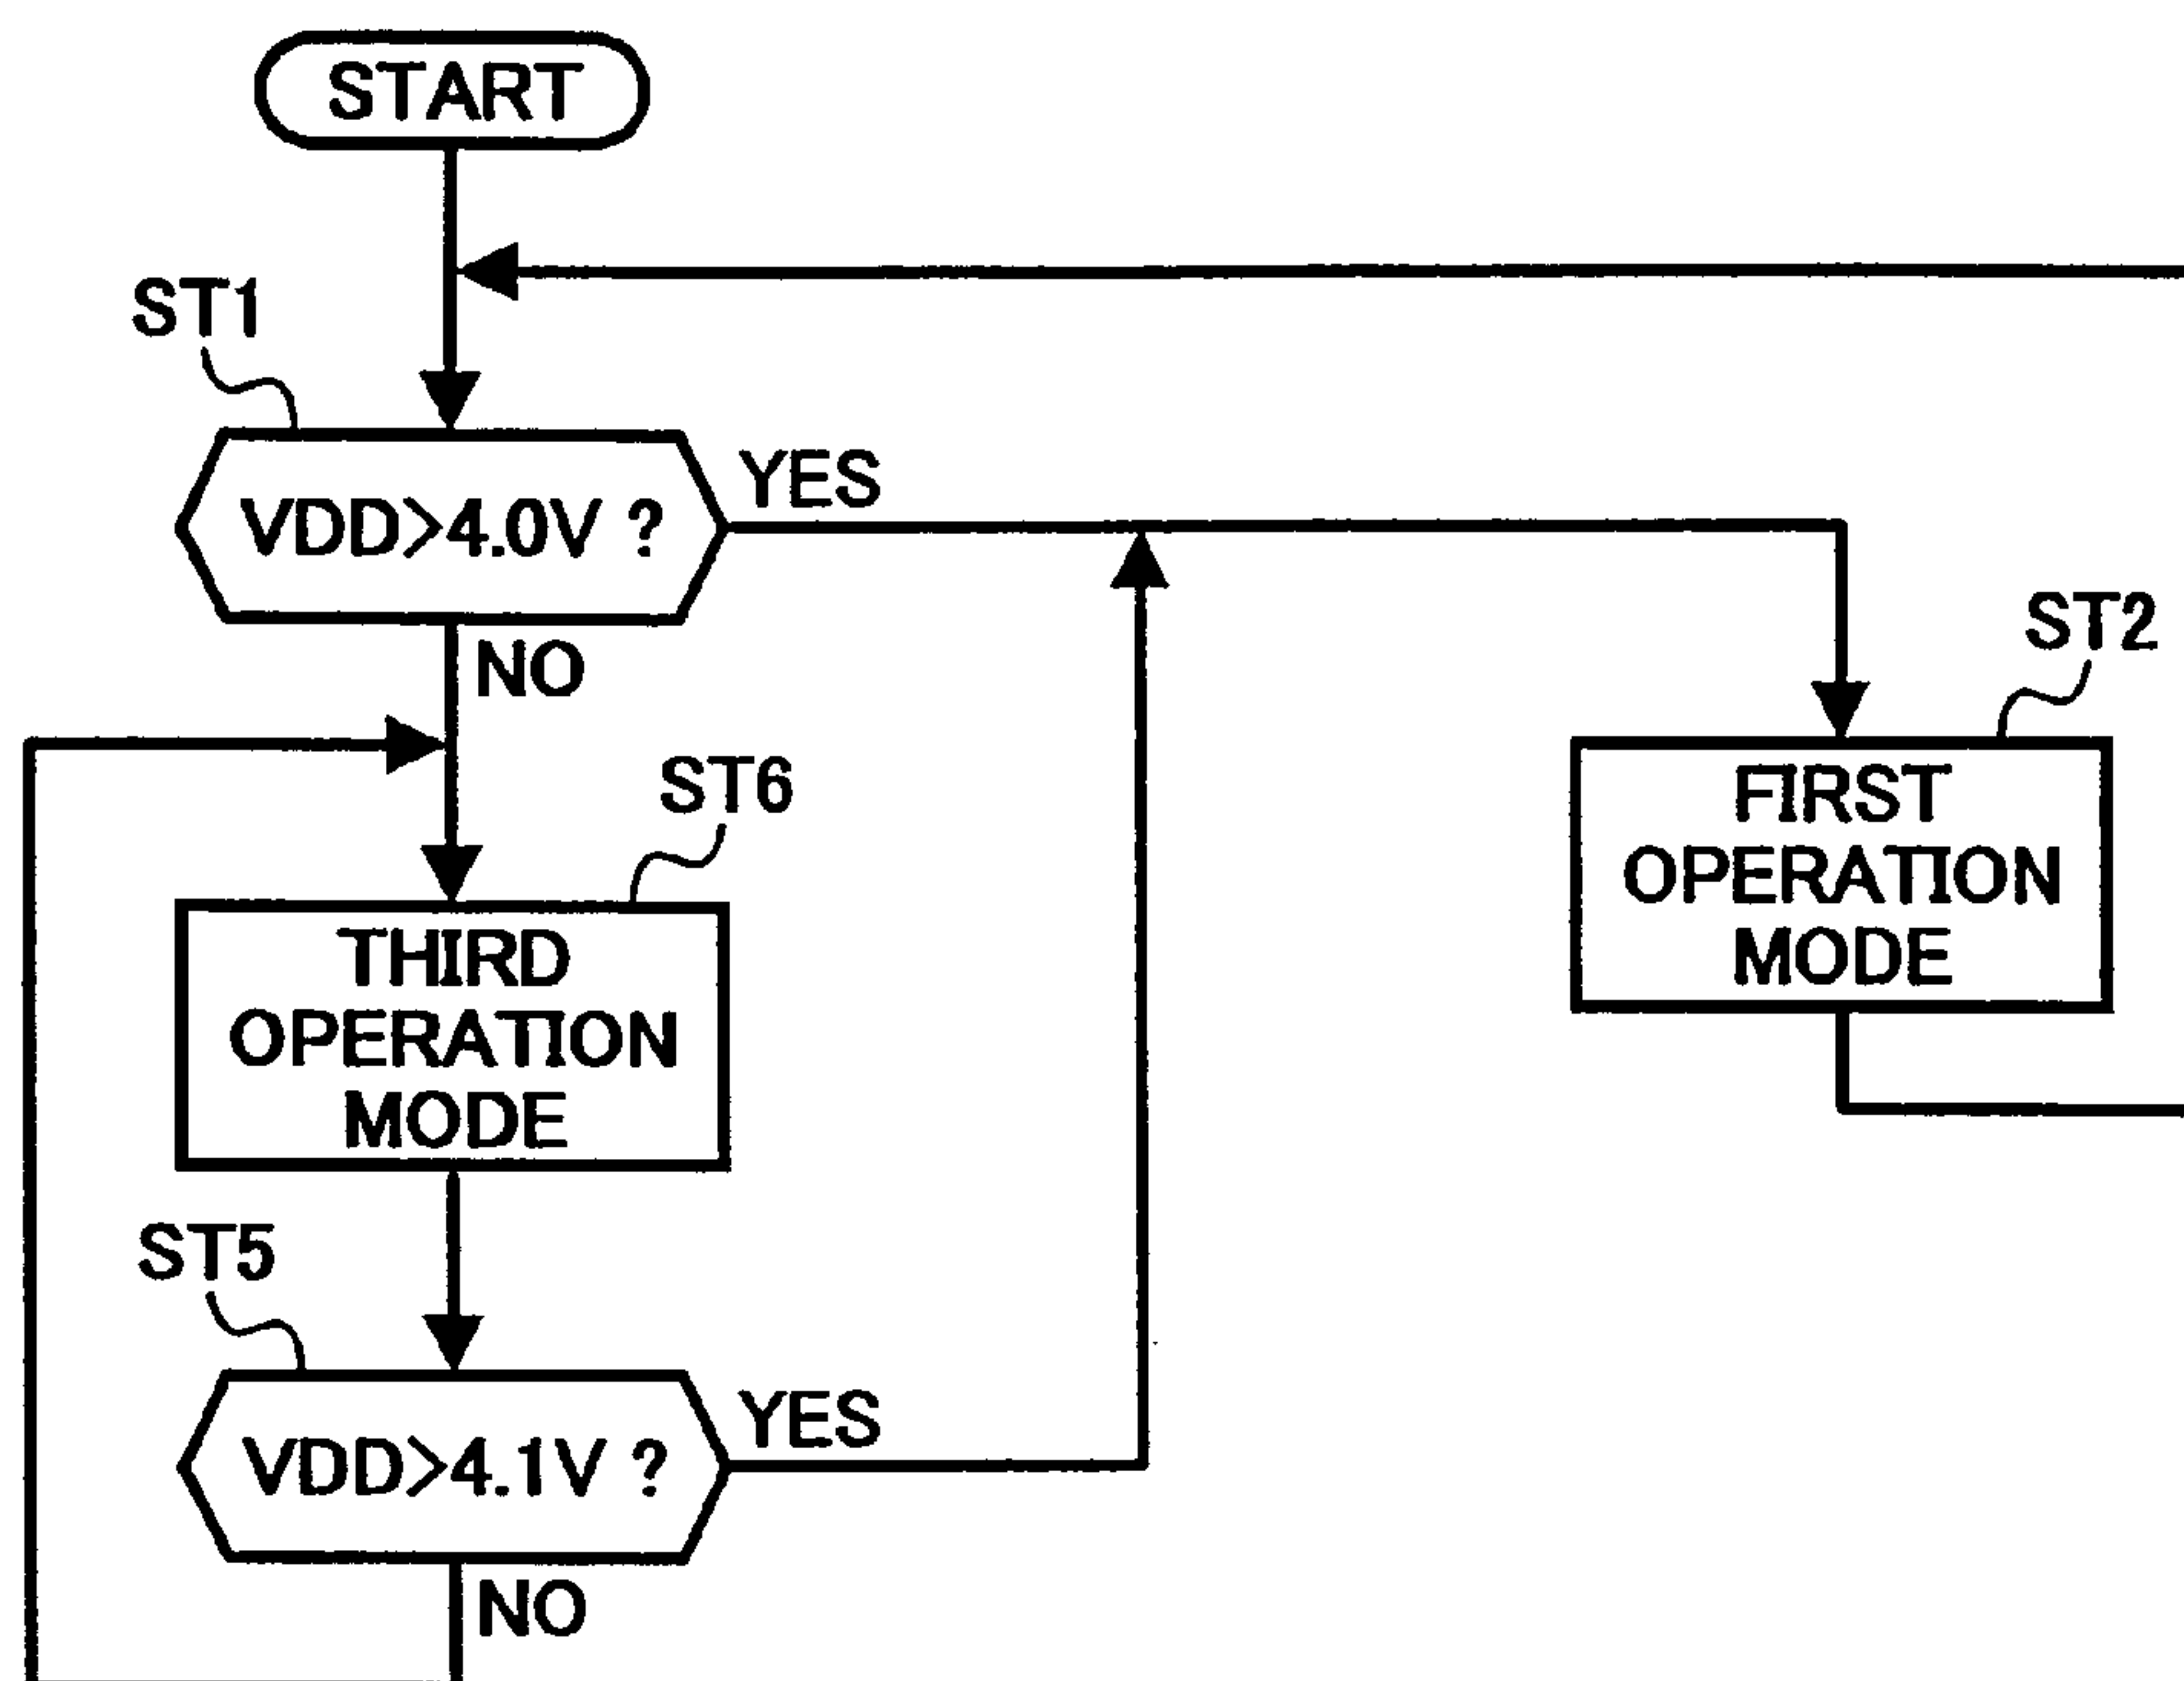 START
ST1
VDD>4.0V ?
YES
NO
ST2
FIRST
OPERATION
MODE
ST6
THIRD
OPERATION
MODE
ST5
VDD>4.1V ?
YES
NO